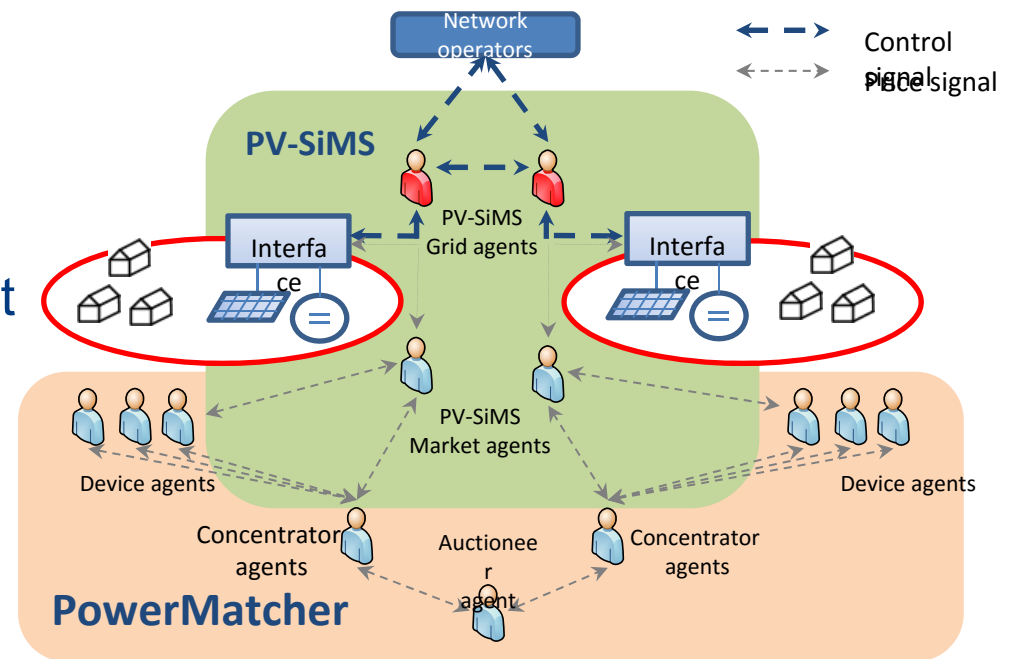 Network
operators
Control
signal
Price signal
PV-SiMS
PV-SiMS
Grid agents
Interfa
ce
Interfa
ce
t
=
=
PV-SiMS
Market agents
Device agents
Device agents
Concentrator
agents
Auctionee
r
agent
Concentrator
agents
PowerMatcher